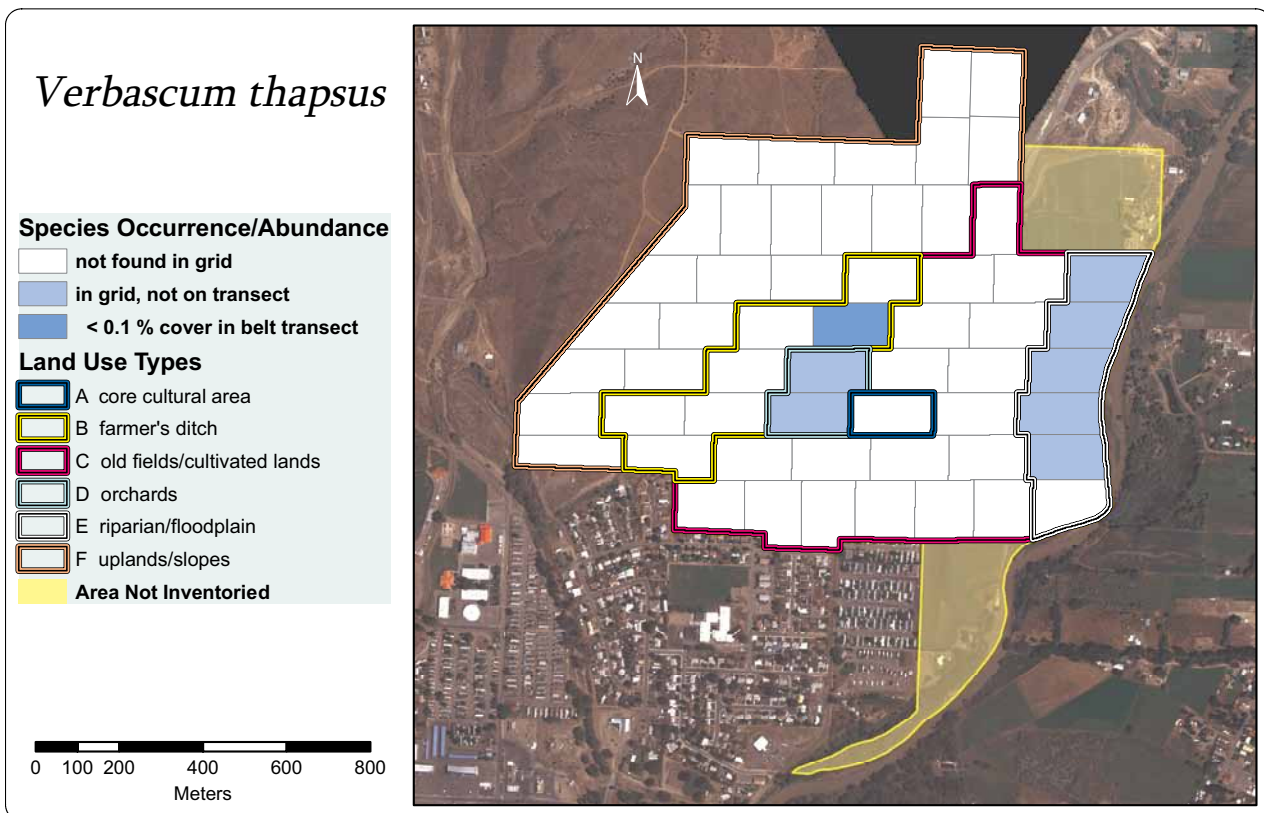 Verbascum thapsus
Species Occurrence/Abundance
not found in grid
in grid, not on transect
< 0.1 % cover in belt transect
Land Use Types
A core cultural area
B farmer's ditch
C old fields/cultivated lands
D orchards
E riparian/floodplain
F uplands/slopes
Area Not Inventoried
0 100 200 400 600 800
Meters
N